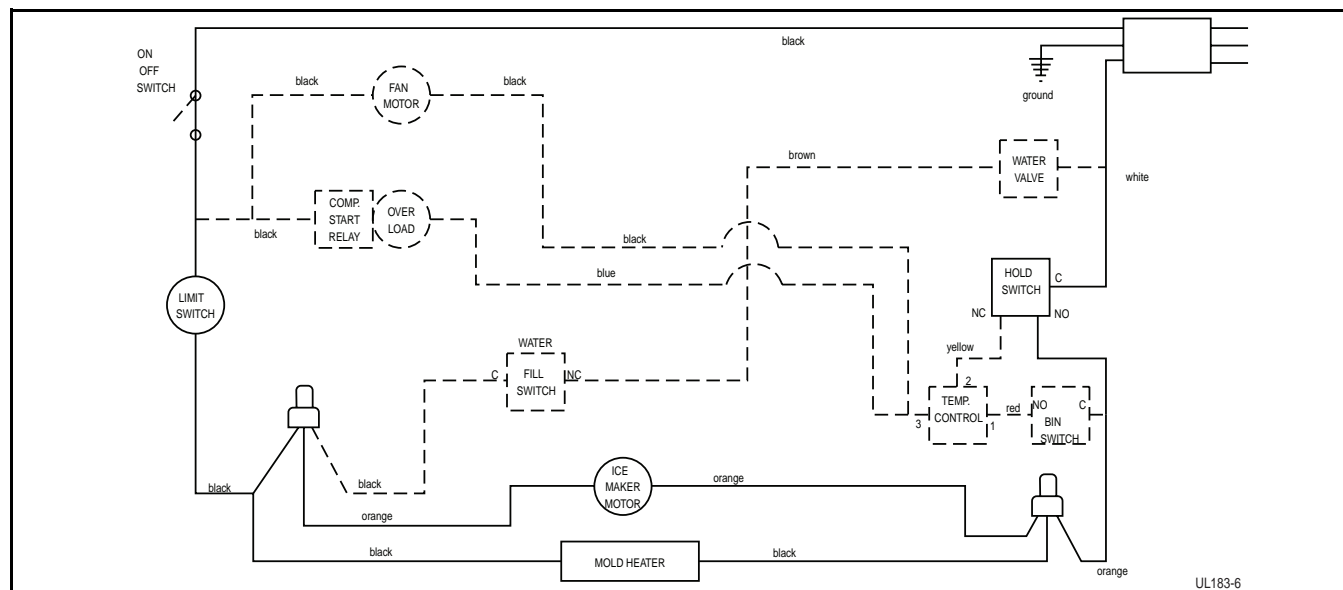 black
ON
OFF
SWITCH
black
FAN
MOTOR
black
ground
brown
WATER
VALVE
white
COMP.
START
RELAY
OVER
LOAD
black
black
blue
HOLD
SWITCH
C
NC
NO
LIMIT
SWITCH
WATER
C
FILL
SWITCH
NC
yellow
2
TEMP.
CONTROL
3
1
red
NO
C
BIN
SWITCH
black
black
orange
ICE
MAKER
MOTOR
orange
black
MOLD HEATER
black
orange
UL183-6